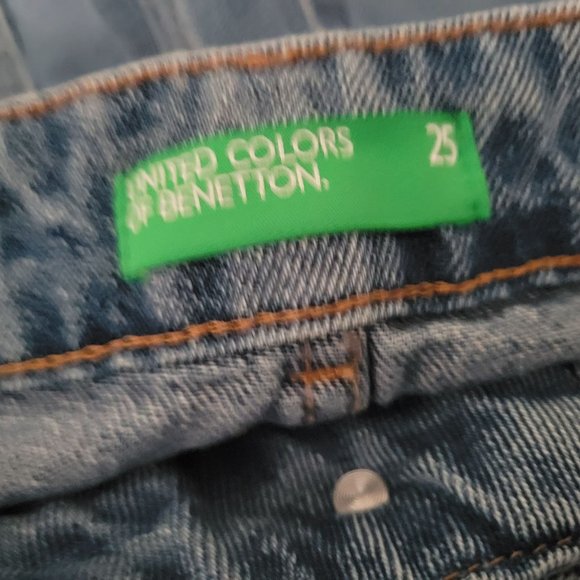 UNITED COLORS
OF BENETTON.
25